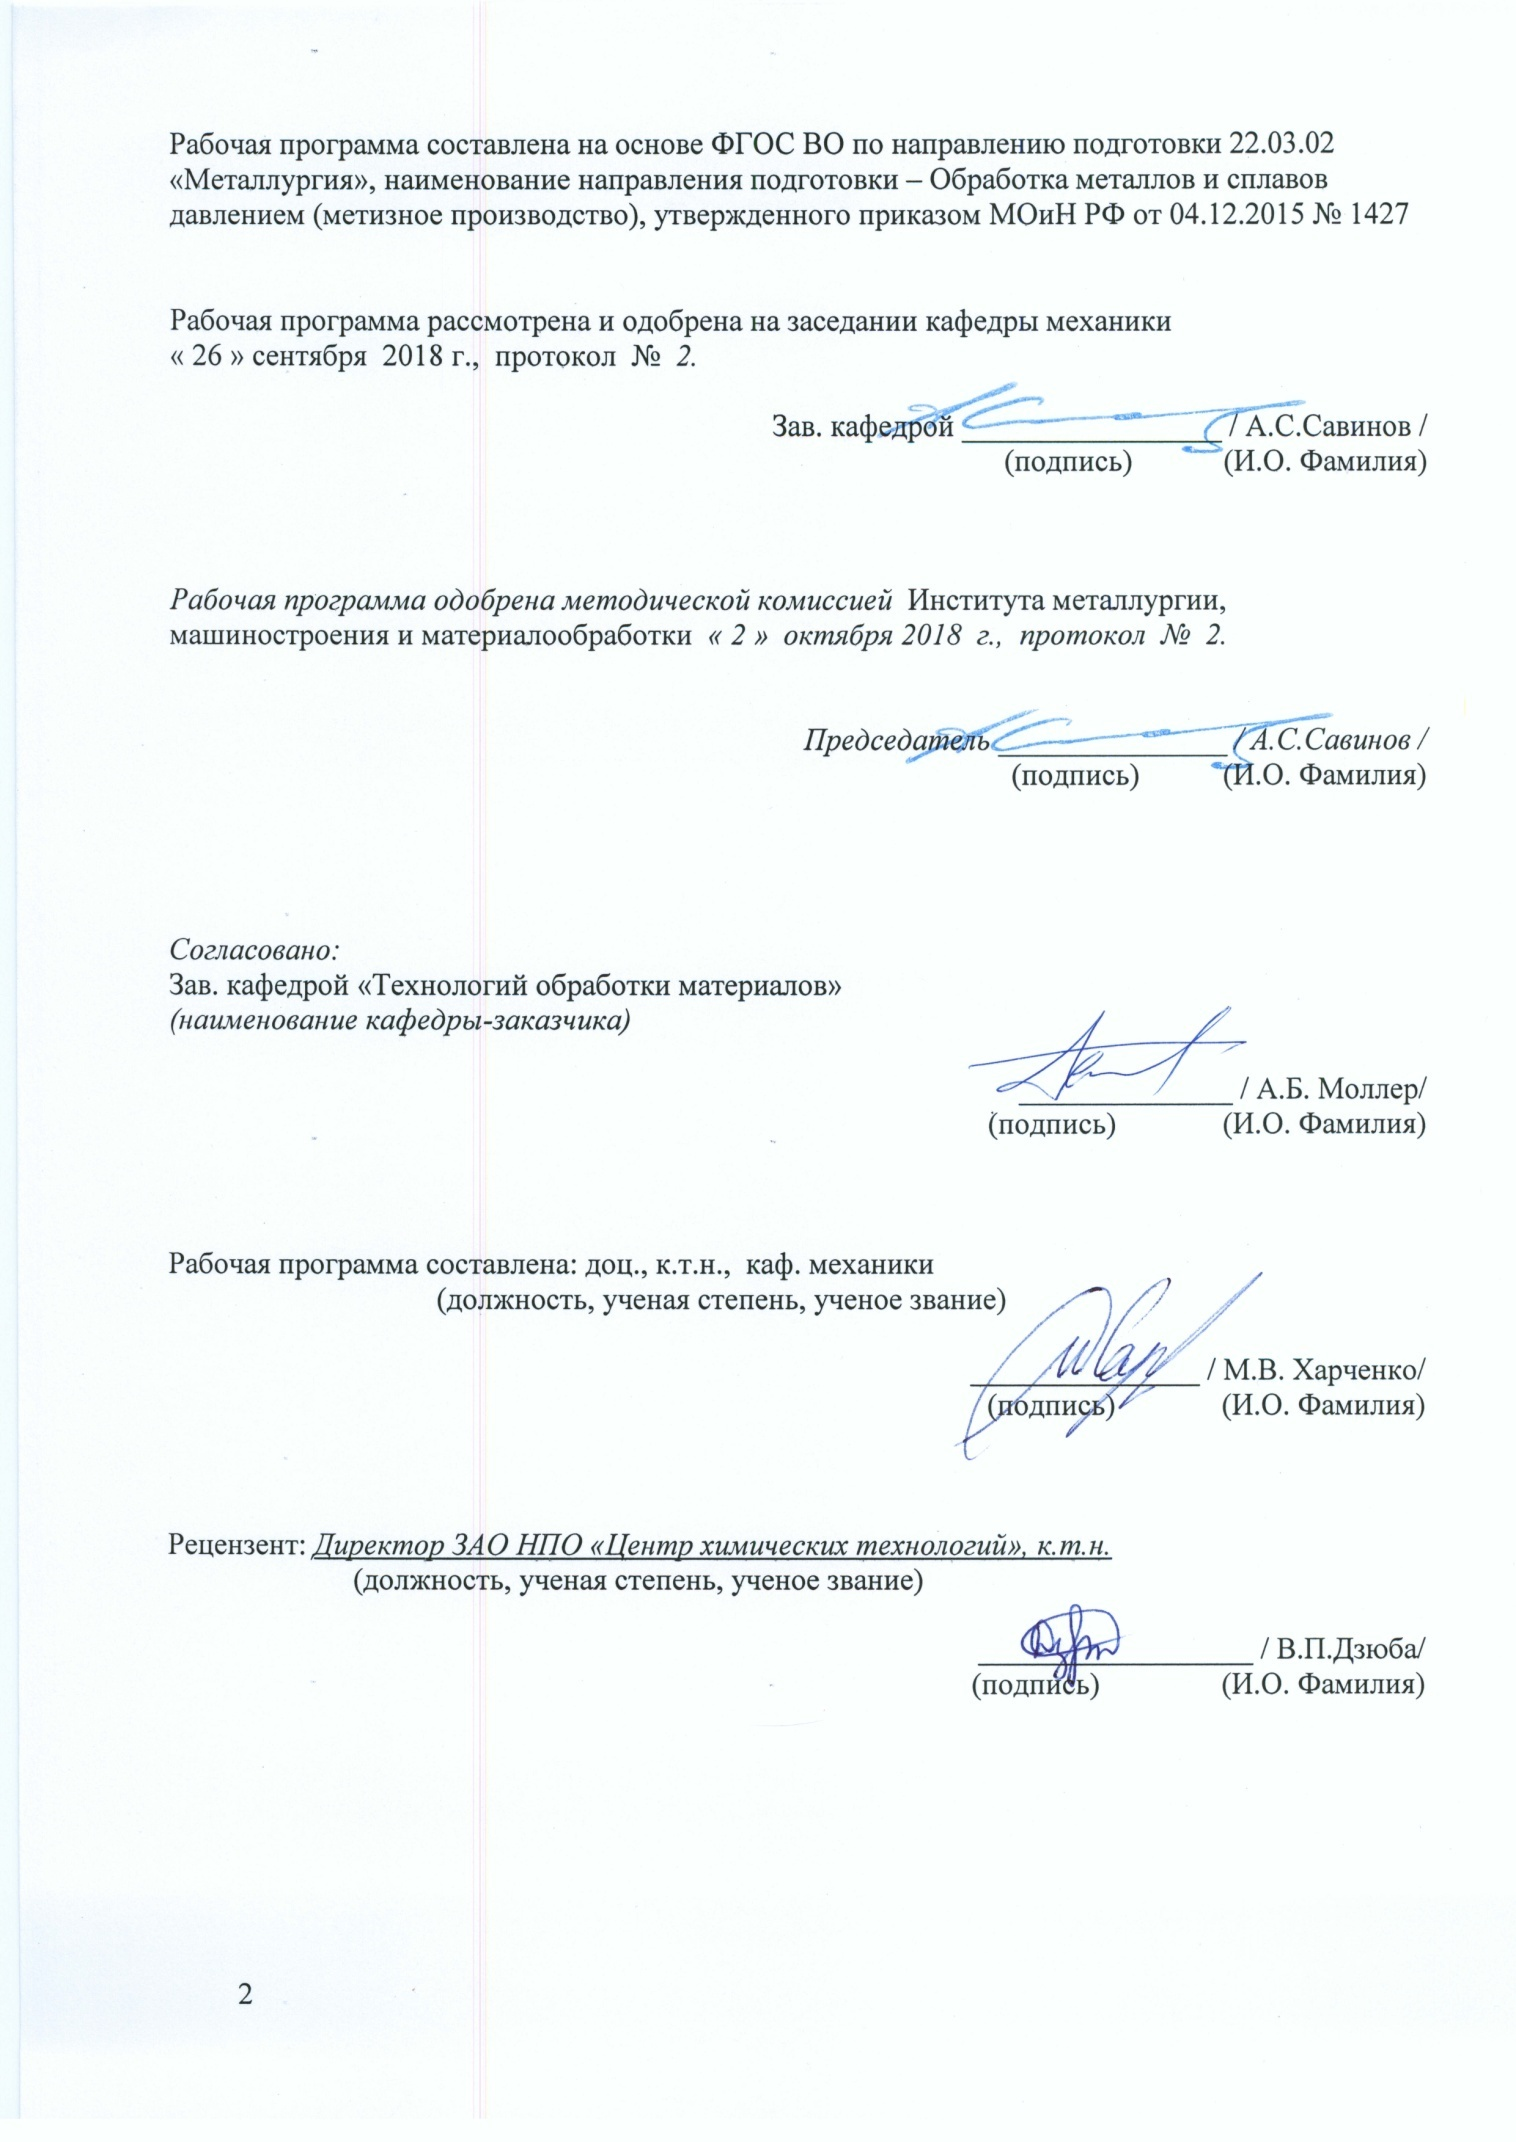 Рабочая программа составлена на основе ФГОС ВО по направлению подготовки 22.03.02
«Металлургия», наименование направления подготовки – Обработка металлов и сплавов
давлением (метизное производство), утвержденного приказом МОиН РФ от 04.12.2015 № 1427
Рабочая программа рассмотрена и одобрена на заседании кафедры механики
« 26 » сентября 2018 г., протокол № 2.
Зав. кафедрой / А.С.Савинов /
(подпись) (И.О. Фамилия)
Рабочая программа одобрена методической комиссией Института металлургии,
машиностроения и материалообработки « 2 » октября 2018 г., протокол № 2.
Председатель / А.С.Савинов /
(подпись) (И.О. Фамилия)
Согласовано:
Зав. кафедрой «Технологий обработки материалов»
(наименование кафедры-заказчика)
/ А.Б. Моллер/
(подпись) (И.О. Фамилия)
Рабочая программа составлена: доц., к.т.н., каф. механики
(должность, ученая степень, ученое звание)
/ М.В. Харченко/
(подпись) (И.О. Фамилия)
Рецензент: Директор ЗАО НПО «Центр химических технологий», к.т.н.
(должность, ученая степень, ученое звание)
/ В.П.Дзюба/
(подпись) (И.О. Фамилия)
2